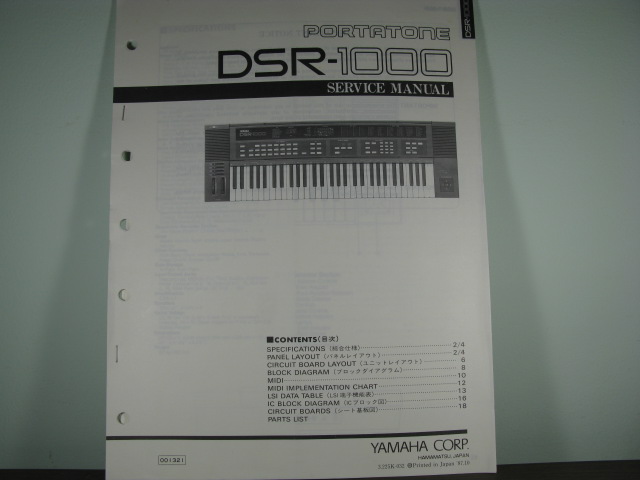 PORTATONE
DSR-1000
DSR-1000
SERVICE MANUAL
■CONTENTS(目次)
SPECIFICATIONS(総合仕様) 2/4
PANEL LAYOUT(パネルレイアウト) 2/4
CIRCUIT BOARD LAYOUT(ユニットレイアウト) 6
BLOCK DIAGRAM(ブロックダイアグラム) 8
MIDI 10
MIDI IMPLEMENTATION CHART 12
LSI DATA TABLE(LSI端子機能表) 13
IC BLOCK DIAGRAM(ICブロック図) 16
CIRCUIT BOARDS(シート基板図) 18
PARTS LIST
001321
YAMAHA CORP.
HAMAMATSU, JAPAN
Printed in Japan '87.10